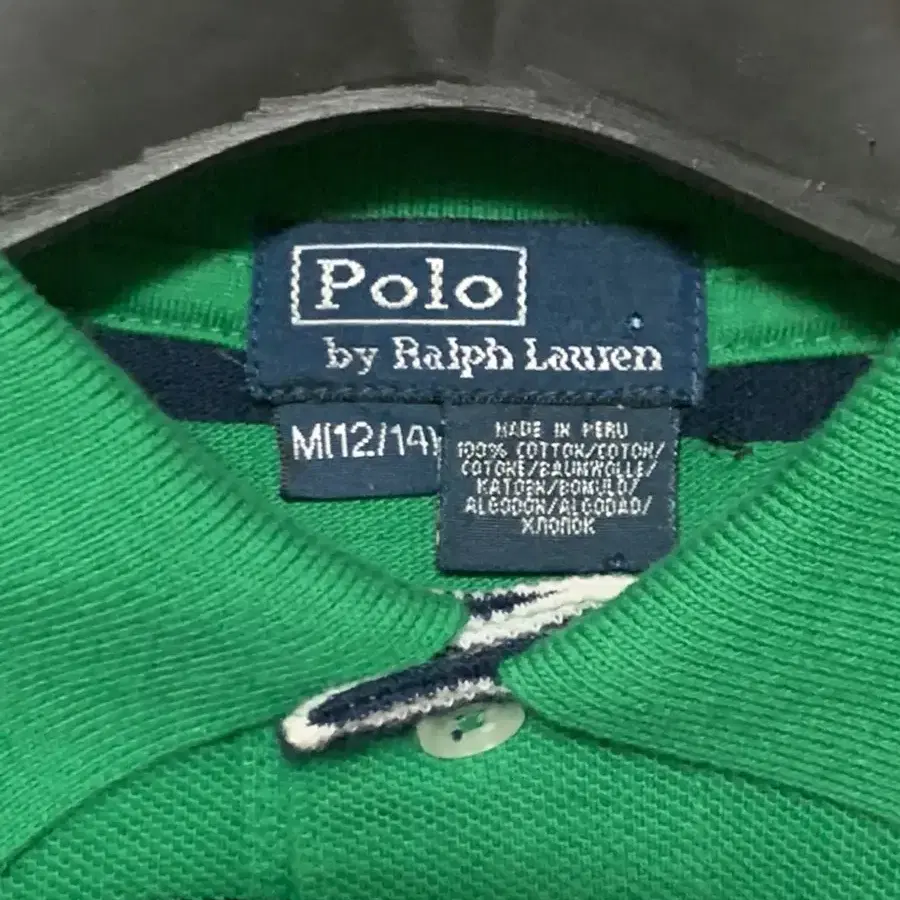 Polo
by Ralph Lauren
M(12/14)
MADE IN PERU
100% COTTON/COTON/
COTONE/BAUMWOLLE/
KATOEN/BOMULD/
ALGODON/ALGODAO/
ХЛОПОК